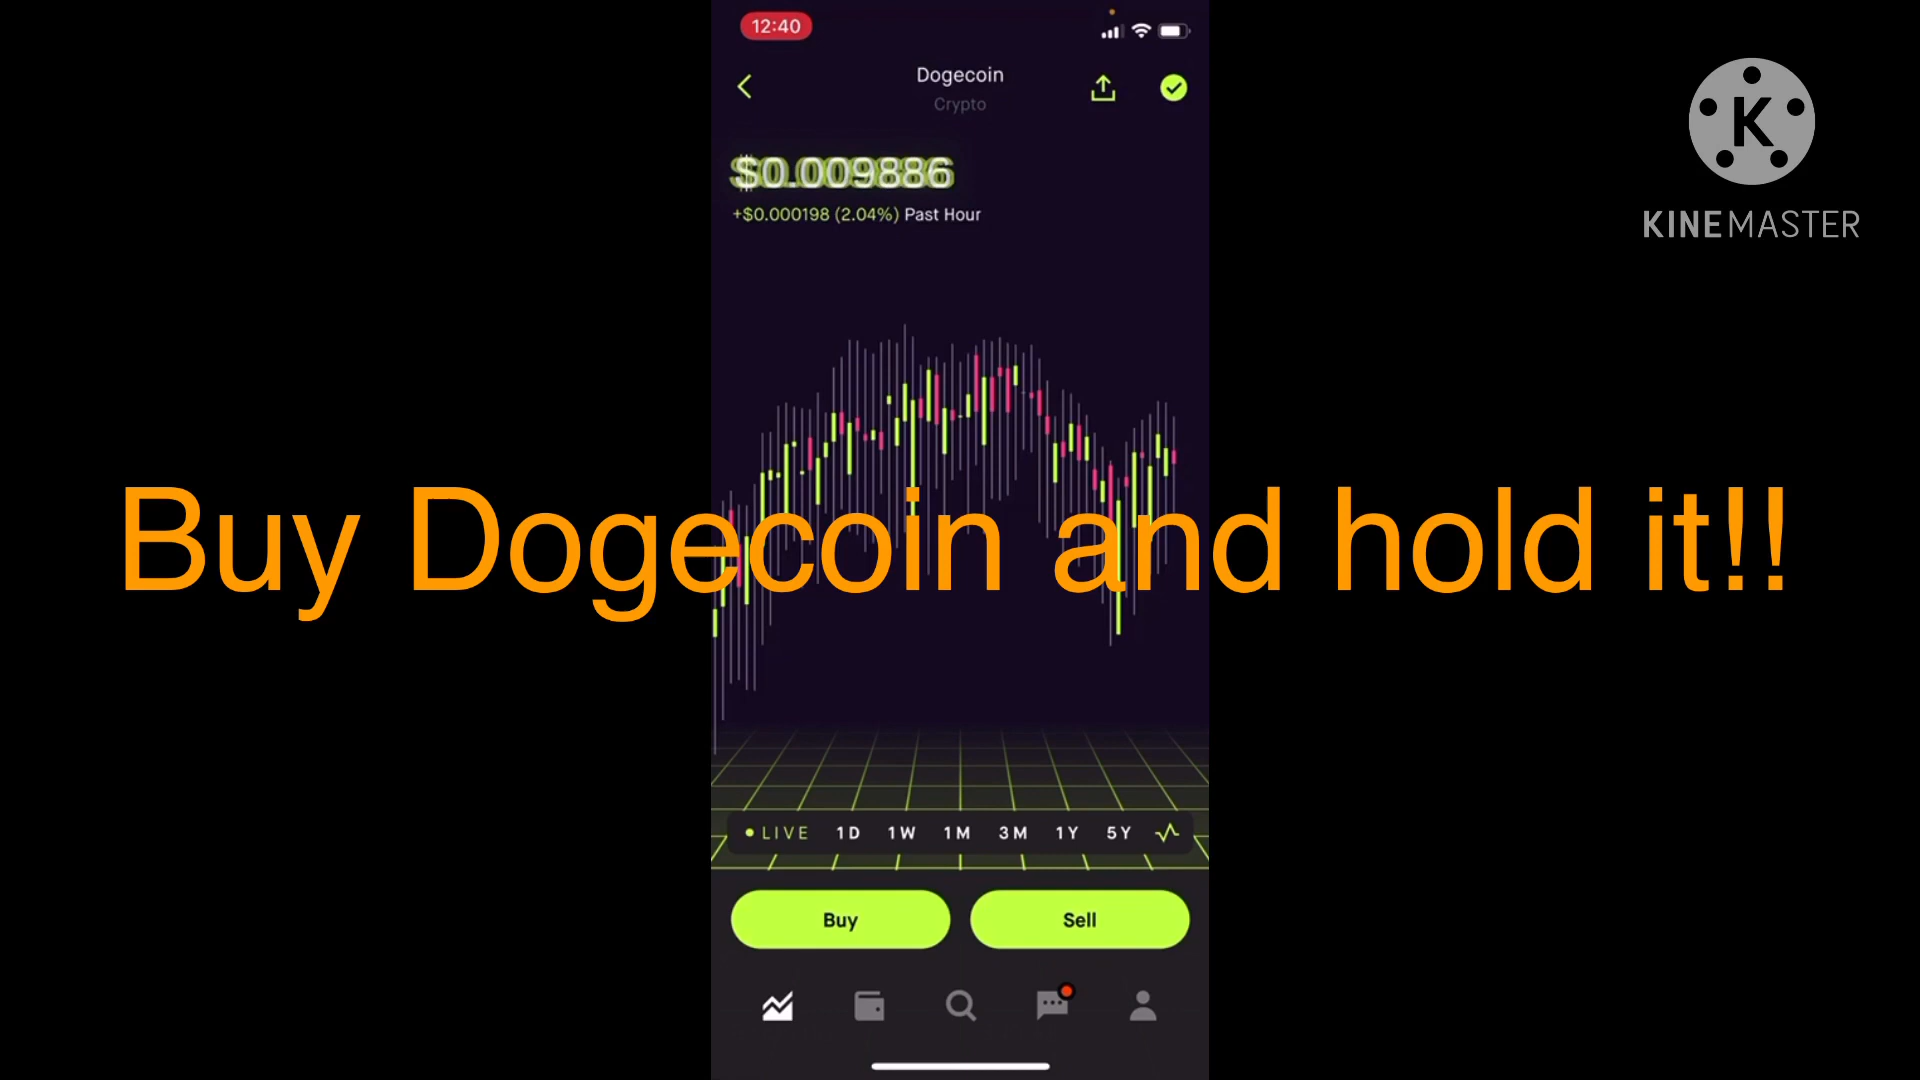 12:40
Dogecoin
Crypto
$0.009886
+$0.000198 (2.04%) Past Hour
K
KINEMASTER
Buy Dogecoin and hold it!!
LIVE 1D 1W 1M 3M 1Y 5Y
Buy Sell